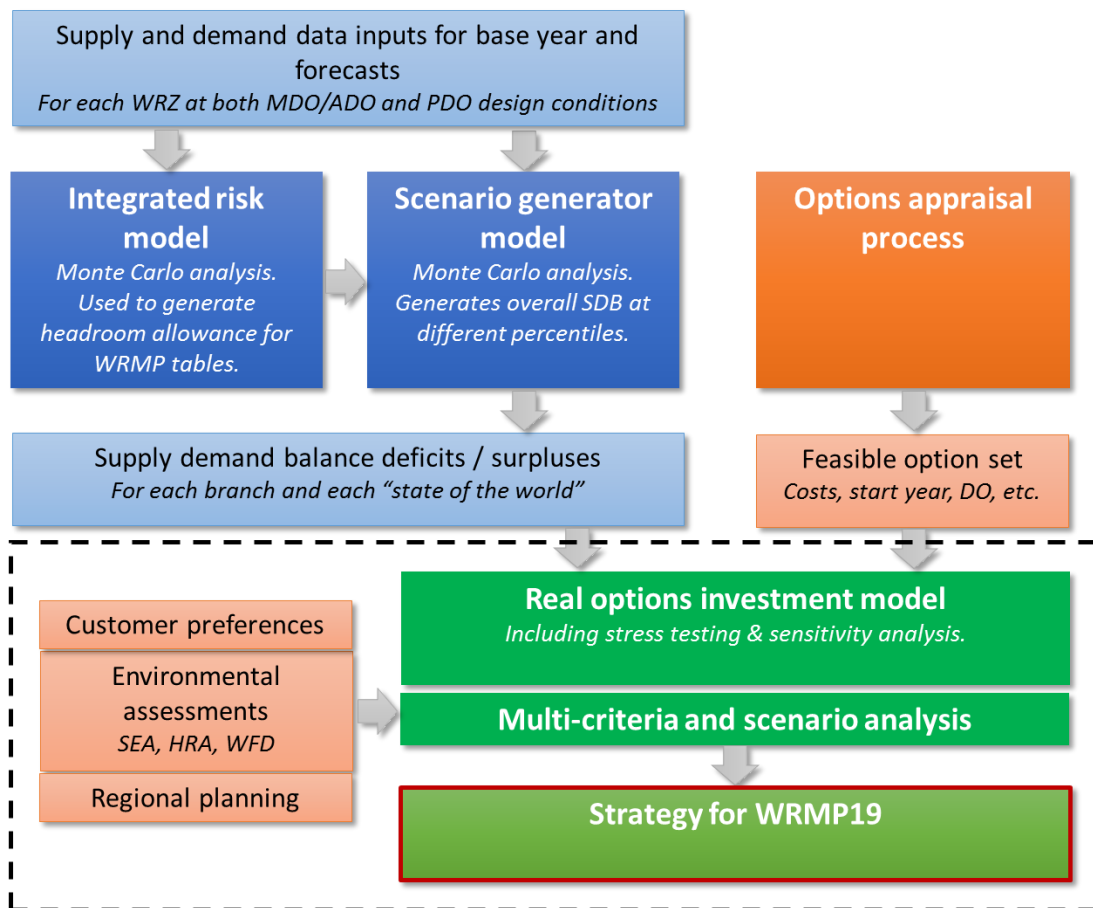 Supply and demand data inputs for base year and
forecasts
For each WRZ at both MDO/ADO and PDO design conditions
Integrated risk
model
Monte Carlo analysis.
Used to generate
headroom allowance for
WRMP tables.
Scenario generator
model
Monte Carlo analysis.
Generates overall SDB at
different percentiles.
Options appraisal
process
Supply demand balance deficits / surpluses
For each branch and each “state of the world”
Feasible option set
Costs, start year, DO, etc.
Customer preferences
Environmental
assessments
SEA, HRA, WFD
Regional planning
Real options investment model
Including stress testing & sensitivity analysis.
Multi-criteria and scenario analysis
Strategy for WRMP19